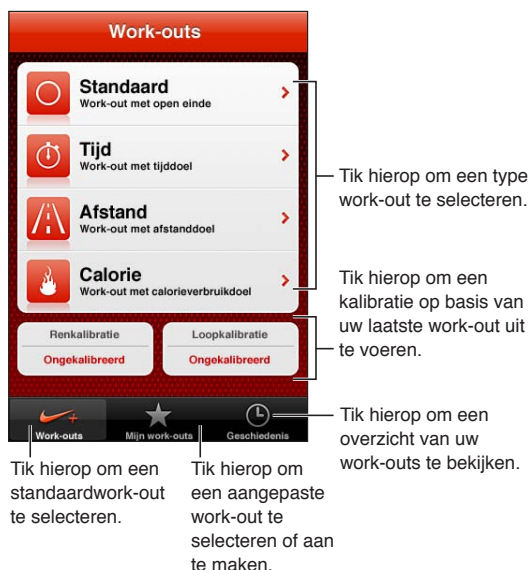 Work-outs
Standaard
Work-out met open einde
Tijd
Work-out met tijddoel
Afstand
Work-out met afstanddoel
Calorie
Work-out met calorieverbruikdoel
Renkalibratie
Ongekalibreerd
Loopkalibratie
Ongekalibreerd
Work-outs
Mijn work-outs
Geschiedenis
Tik hierop om een type
work-out te selecteren.
Tik hierop om een
kalibratie op basis van
uw laatste work-out uit
te voeren.
Tik hierop om een
overzicht van uw
work-outs te bekijken.
Tik hierop om een
standaardwork-out
te selecteren.
Tik hierop om
een aangepaste
work-out te
selecteren of aan
te maken.